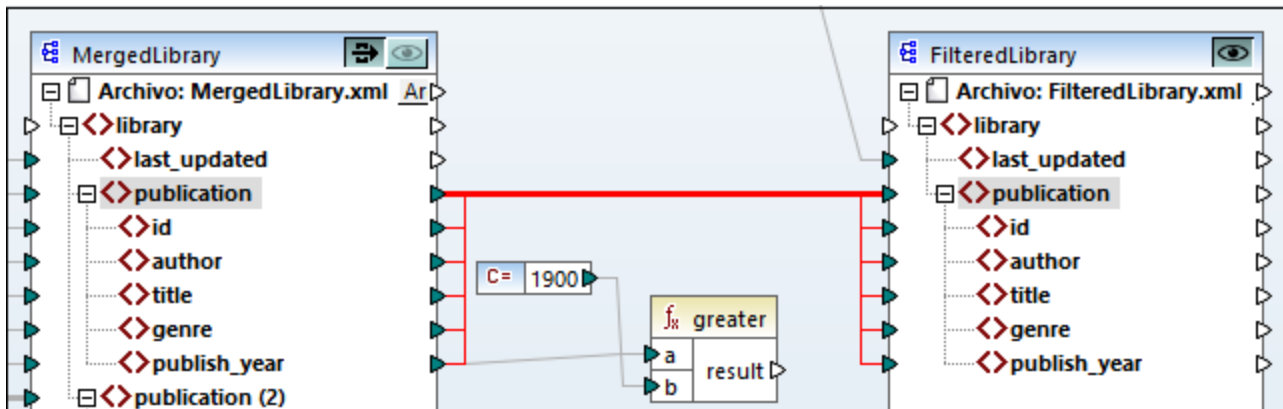 MergedLibrary
Archivo: MergedLibrary.xml Ar
library
last_updated
publication
id
author
title
genre
publish_year
publication (2)
C= 1900
fx greater
a
b
result
FilteredLibrary
Archivo: FilteredLibrary.xml
library
last_updated
publication
id
author
title
genre
publish_year